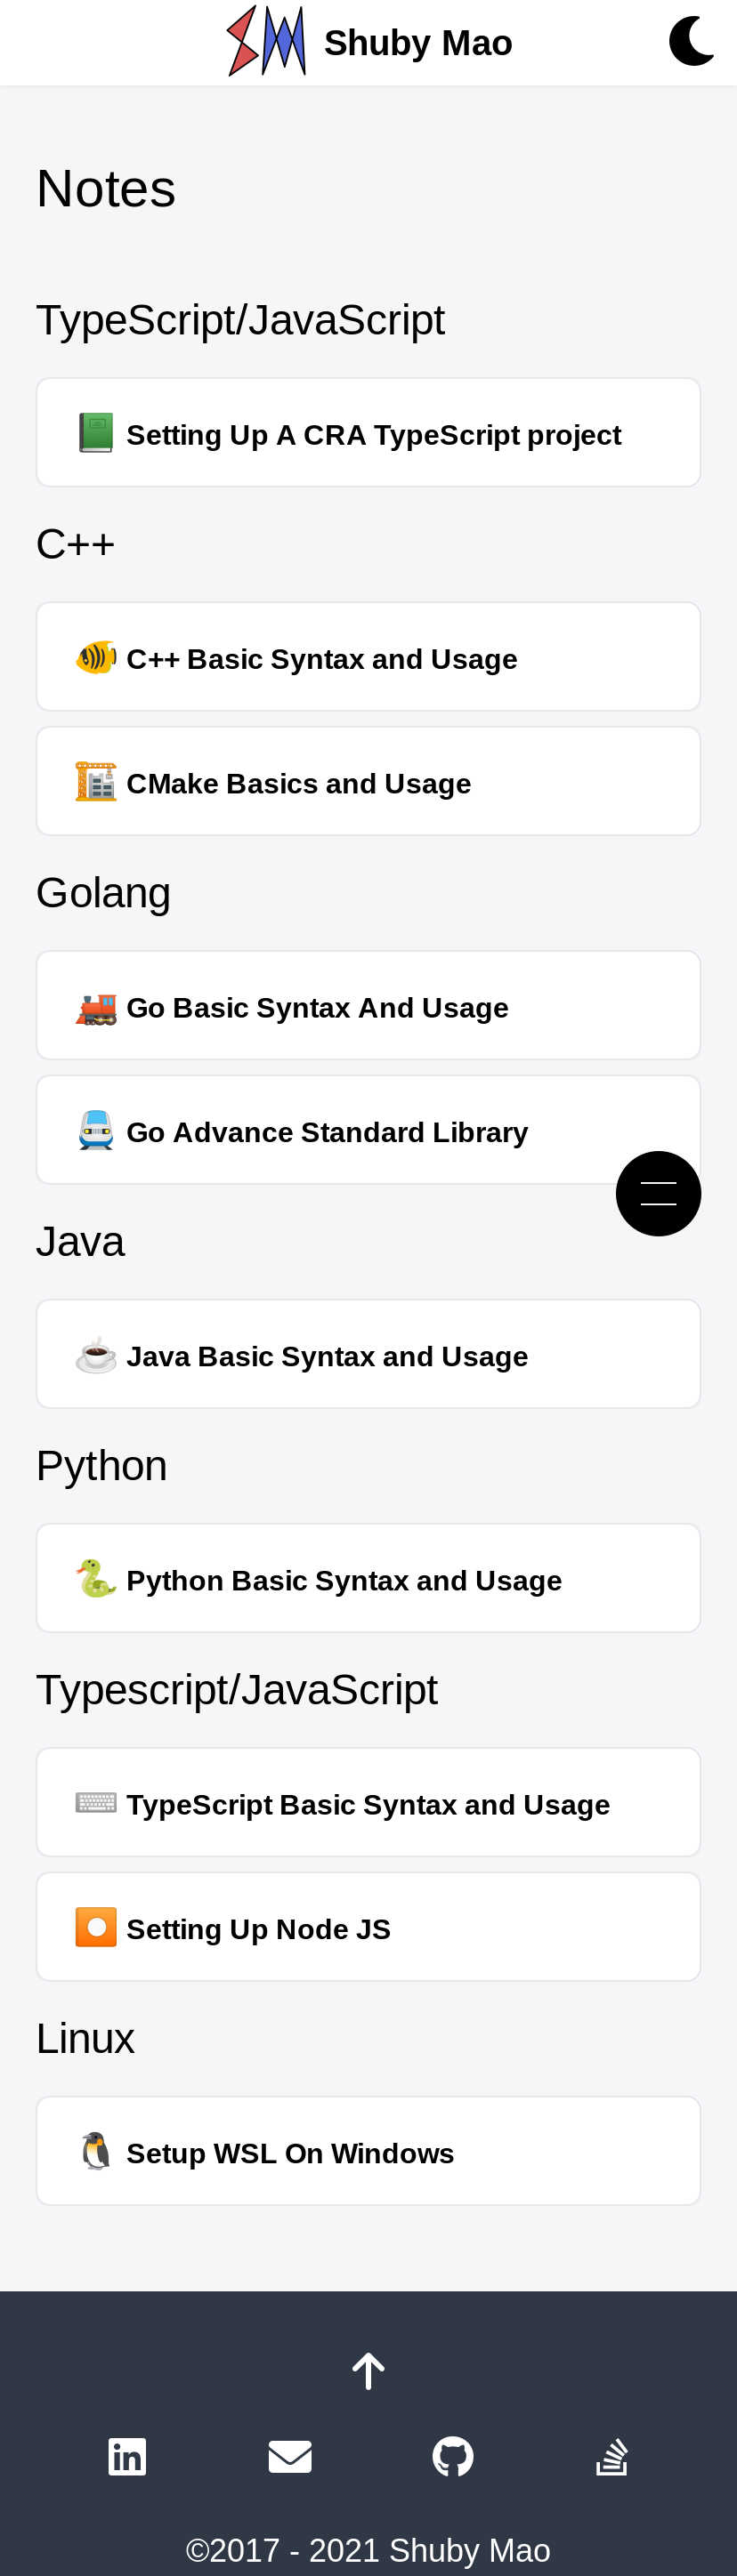 SM Shuby Mao
Notes
TypeScript/JavaScript
Setting Up A CRA TypeScript project
C++
C++ Basic Syntax and Usage
CMake Basics and Usage
Golang
Go Basic Syntax And Usage
Go Advance Standard Library
Java
Java Basic Syntax and Usage
Python
Python Basic Syntax and Usage
Typescript/JavaScript
TypeScript Basic Syntax and Usage
Setting Up Node JS
Linux
Setup WSL On Windows
in
©2017 - 2021 Shuby Mao